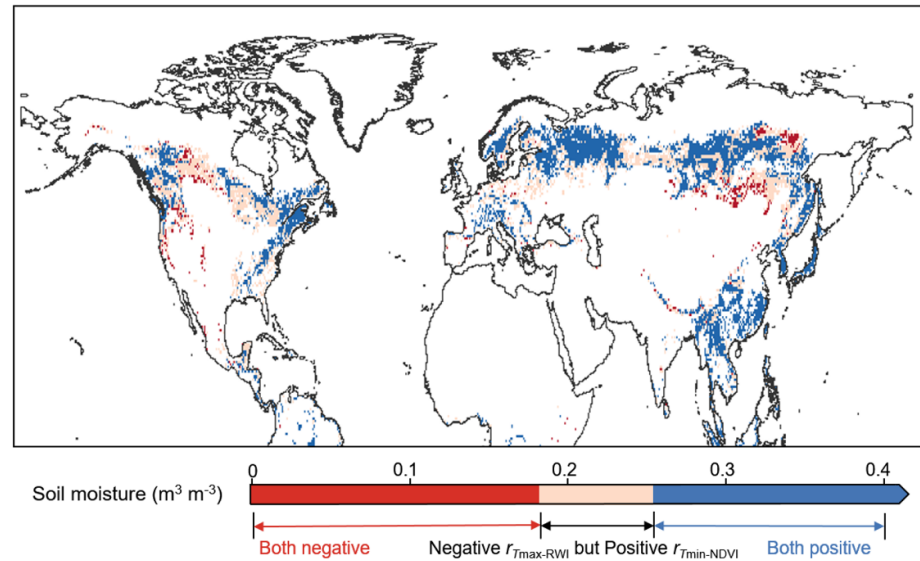 0 0.1 0.2 0.3 0.4
Soil moisture (m³ m⁻³)
Both negative Negative rTmax-RWI but Positive rTmin-NDVI Both positive